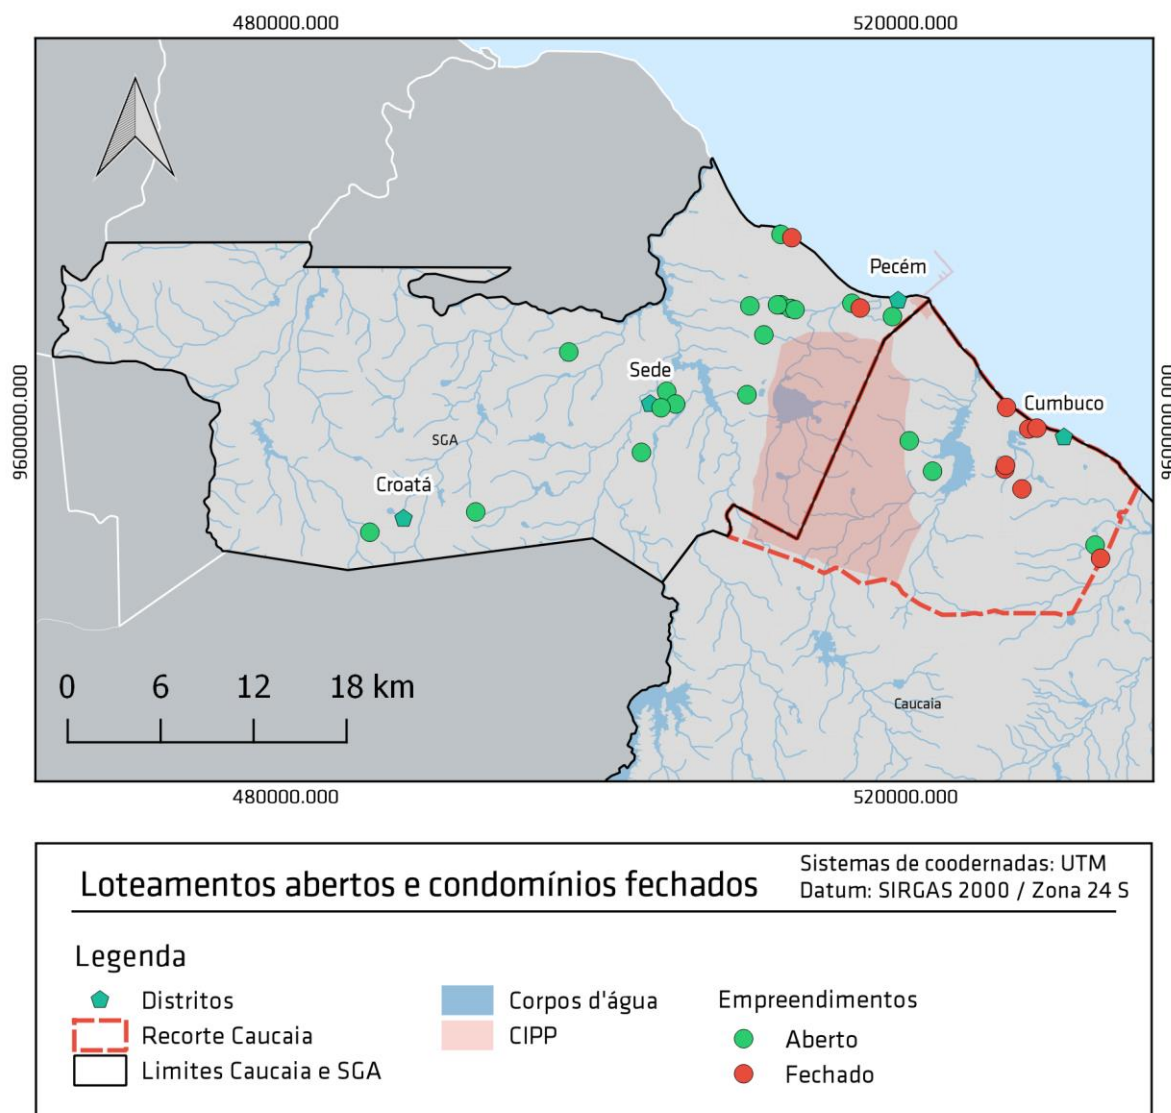 480000.000
520000.000
Pecém
Sede
Cumbuco
9600000.000
9600000.000
SGA
Croatá
0 6 12 18 km
Caucaia
480000.000
520000.000
Loteamentos abertos e condomínios fechados
Sistemas de coodernadas: UTM
Datum: SIRGAS 2000 / Zona 24 S
Legenda
Distritos
Recorte Caucaia
Limites Caucaia e SGA
Corpos d'água
CIPP
Empreendimentos
Aberto
Fechado